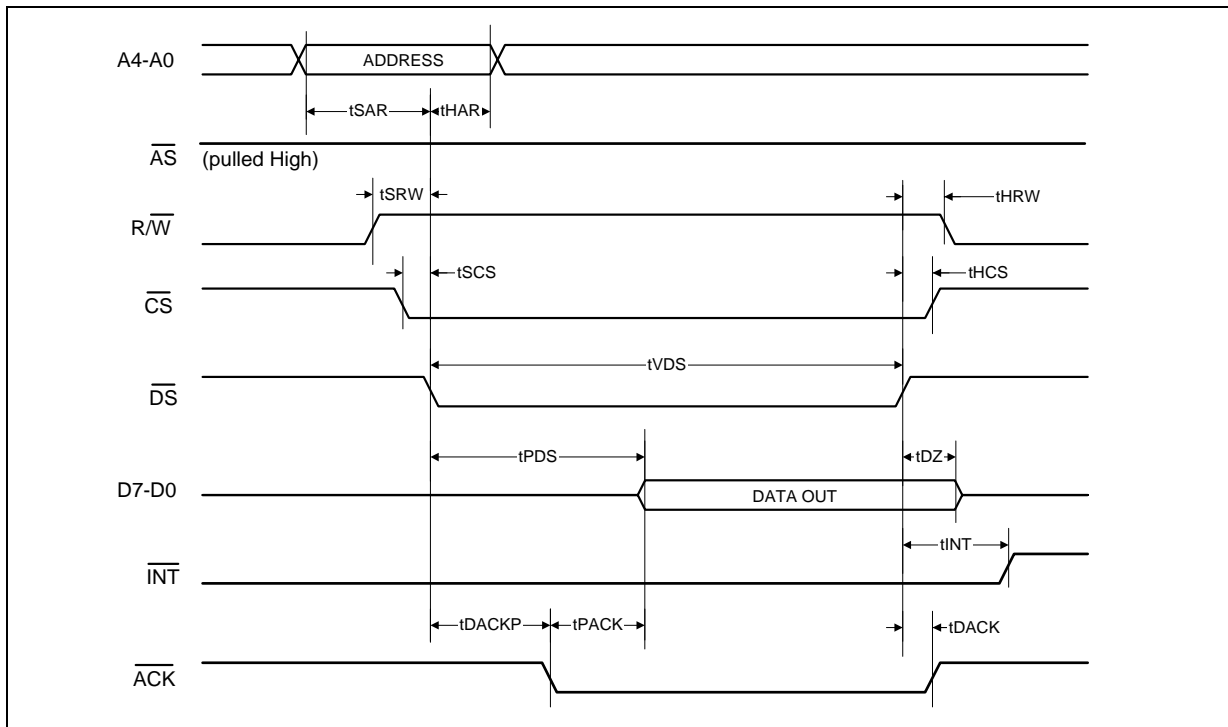 A4-A0
ADDRESS
tSAR
tHAR
AS
(pulled High)
tSRW
tHRW
R/W
tSCS
tHCS
CS
tVDS
DS
tPDS
tDZ
D7-D0
DATA OUT
tINT
INT
tDACKP
tPACK
tDACK
ACK